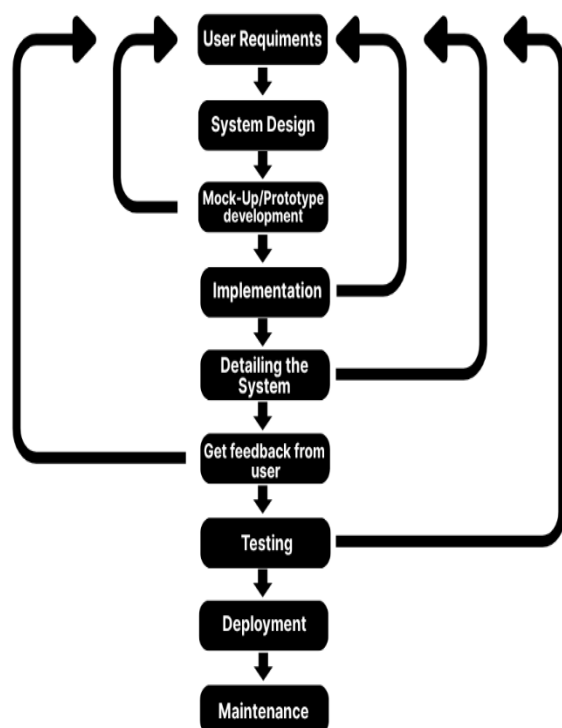 User Requiments
System Design
Mock-Up/Prototype
development
Implementation
Detailing the
System
Get feedback from
user
Testing
Deployment
Maintenance